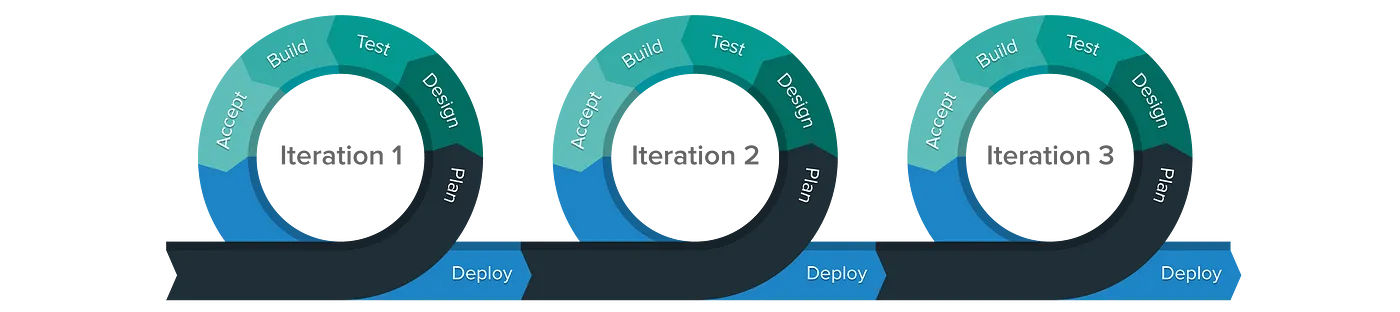 Accept
Build
Test
Design
Plan
Iteration 1
Deploy
Accept
Build
Test
Design
Plan
Iteration 2
Deploy
Accept
Build
Test
Design
Plan
Iteration 3
Deploy